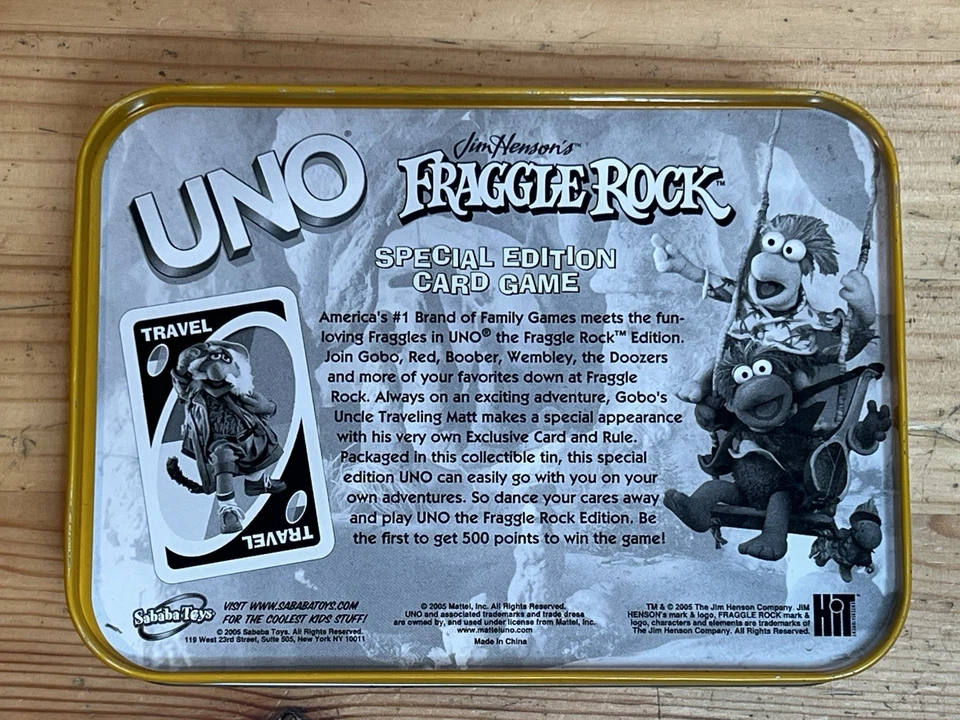 UNO®
Jim Henson's™
FRAGGLE ROCK™
SPECIAL EDITION
CARD GAME
America's #1 Brand of Family Games meets the fun-
loving Fraggles in UNO® the Fraggle Rock™ Edition.
Join Gobo, Red, Boober, Wembley, the Doozers
and more of your favorites down at Fraggle
Rock. Always on an exciting adventure, Gobo's
Uncle Traveling Matt makes a special appearance
with his very own Exclusive Card and Rule.
Packaged in this collectible tin, this special
edition UNO can easily go with you on your
own adventures. So dance your cares away
and play UNO the Fraggle Rock Edition. Be
the first to get 500 points to win the game!
TRAVEL
TRAVEL
Sababa Toys
VISIT WWW.SABABATOYS.COM
FOR THE COOLEST KIDS STUFF!
© 2005 Sababa Toys. All Rights Reserved.
119 West 23rd Street, Suite 505, New York NY 10011
© 2005 Mattel, Inc. All Rights Reserved.
UNO and associated trademarks and trade dress
are owned by, and used under license from Mattel, Inc.
www.matteluno.com
Made in China
TM & © 2005 The Jim Henson Company. JIM
HENSON's mark & logo, FRAGGLE ROCK mark &
logo, characters and elements are trademarks of
The Jim Henson Company. All Rights Reserved.
HiT